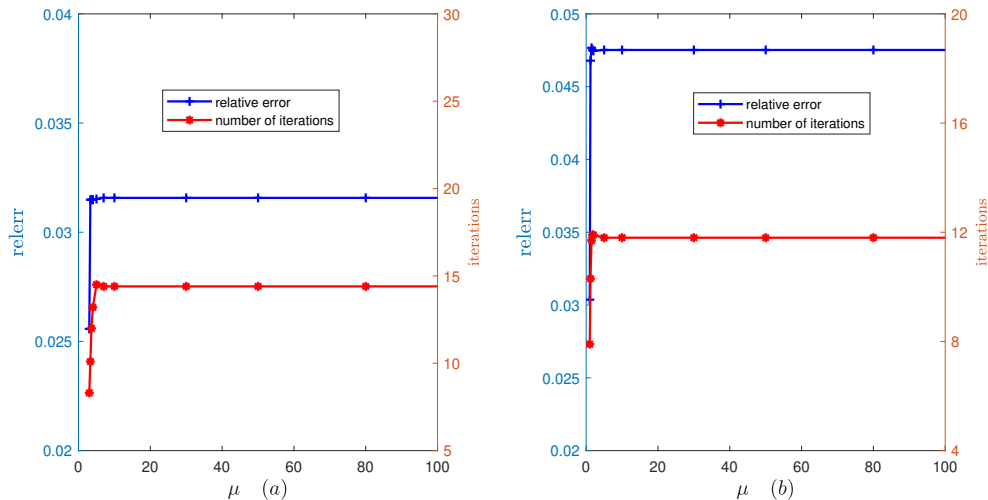 0.04
0.035
0.03
0.025
0.02
relerr
30
25
20
15
10
5
iterations
relative error
number of iterations
0 20 40 60 80 100
μ (a)
0.05
0.045
0.04
0.035
0.03
0.025
0.02
relerr
20
16
12
8
4
iterations
relative error
number of iterations
0 20 40 60 80 100
μ (b)